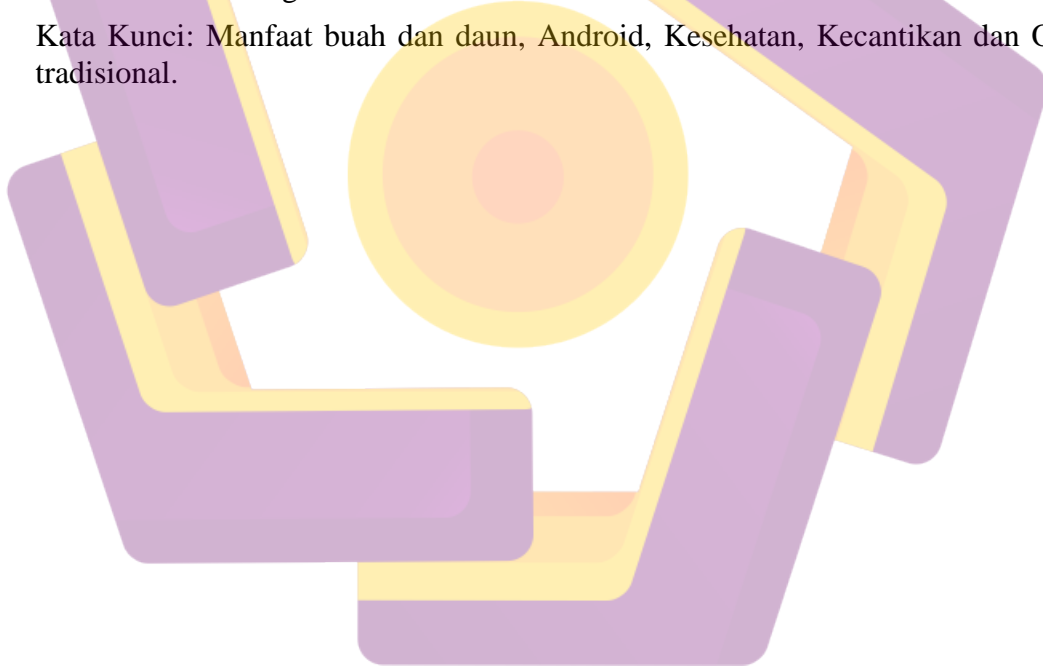 Kata Kunci: Manfaat buah dan daun, Android, Kesehatan, Kecantikan dan
tradisional.